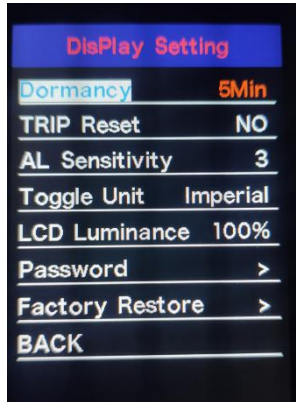 DisPlay Setting
Dormancy 5Min
TRIP Reset NO
AL Sensitivity 3
Toggle Unit Imperial
LCD Luminance 100%
Password >
Factory Restore >
BACK